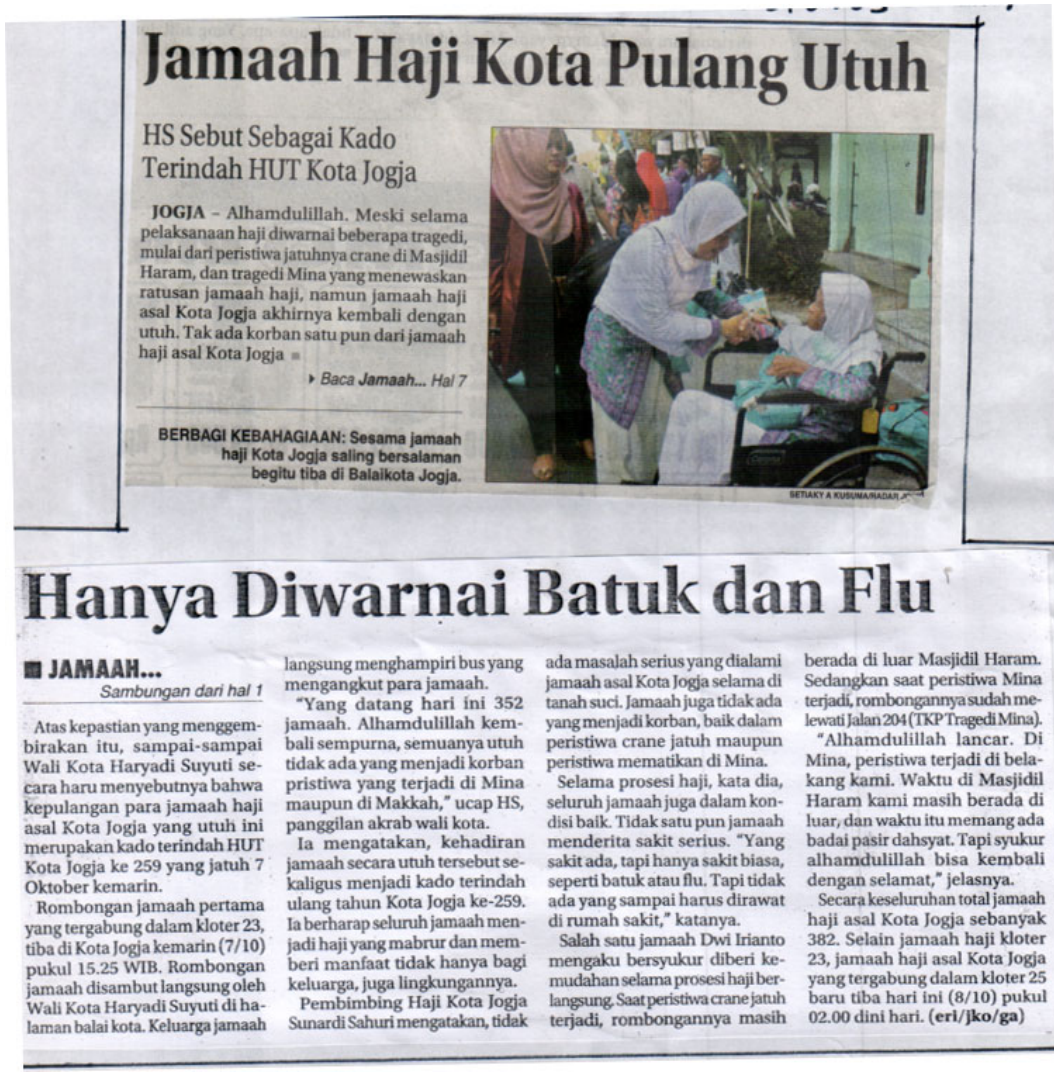 Jamaah Haji Kota Pulang Utuh
HS Sebut Sebagai Kado
Terindah HUT Kota Jogja
JOGJA – Alhamdulillah. Meski selama
pelaksanaan haji diwarnai beberapa tragedi,
mulai dari peristiwa jatuhnya crane di Masjidil
Haram, dan tragedi Mina yang menewaskan
ratusan jamaah haji, namun jamaah haji
asal Kota Jogja akhirnya kembali dengan
utuh. Tak ada korban satu pun dari jamaah
haji asal Kota Jogja ■
▸ Baca Jamaah... Hal 7
BERBAGI KEBAHAGIAAN: Sesama jamaah
haji Kota Jogja saling bersalaman
begitu tiba di Balaikota Jogja.
SETIAKY A KUSUMA/RADAR
Hanya Diwarnai Batuk dan Flu
■ JAMAAH...
Sambungan dari hal 1
Atas kepastian yang menggem-
birakan itu, sampai-sampai
Wali Kota Haryadi Suyuti se-
cara haru menyebutnya bahwa
kepulangan para jamaah haji
asal Kota Jogja yang utuh ini
merupakan kado terindah HUT
Kota Jogja ke 259 yang jatuh 7
Oktober kemarin.
Rombongan jamaah pertama
yang tergabung dalam kloter 23,
tiba di Kota Jogja kemarin (7/10)
pukul 15.25 WIB. Rombongan
jamaah disambut langsung oleh
Wali Kota Haryadi Suyuti di ha-
laman balai kota. Keluarga jamaah
langsung menghampiri bus yang
mengangkut para jamaah.
"Yang datang hari ini 352
jamaah. Alhamdulillah kem-
bali sempurna, semuanya utuh
tidak ada yang menjadi korban
pristiwa yang terjadi di Mina
maupun di Makkah," ucap HS,
panggilan akrab wali kota.
Ia mengatakan, kehadiran
jamaah secara utuh tersebut se-
kaligus menjadi kado terindah
ulang tahun Kota Jogja ke-259.
Ia berharap seluruh jamaah men-
jadi haji yang mabrur dan mem-
beri manfaat tidak hanya bagi
keluarga, juga lingkungannya.
Pembimbing Haji Kota Jogja
Sunardi Sahuri mengatakan, tidak
ada masalah serius yang dialami
jamaah asal Kota Jogja selama di
tanah suci. Jamaah juga tidak ada
yang menjadi korban, baik dalam
peristiwa crane jatuh maupun
peristiwa mematikan di Mina.
Selama prosesi haji, kata dia,
seluruh jamaah juga dalam kon-
disi baik. Tidak satu pun jamaah
menderita sakit serius. "Yang
sakit ada, tapi hanya sakit biasa,
seperti batuk atau flu. Tapi tidak
ada yang sampai harus dirawat
di rumah sakit," katanya.
Salah satu jamaah Dwi Irianto
mengaku bersyukur diberi ke-
mudahan selama prosesi haji ber-
langsung. Saat peristiwa crane jatuh
terjadi, rombongannya masih
berada di luar Masjidil Haram.
Sedangkan saat peristiwa Mina
terjadi, rombongannya sudah me-
lewati Jalan 204 (TKP Tragedi Mina).
"Alhamdulillah lancar. Di
Mina, peristiwa terjadi di bela-
kang kami. Waktu di Masjidil
Haram kami masih berada di
luar, dan waktu itu memang ada
badai pasir dahsyat. Tapi syukur
alhamdulillah bisa kembali
dengan selamat," jelasnya.
Secara keseluruhan total jamaah
haji asal Kota Jogja sebanyak
382. Selain jamaah haji kloter
23, jamaah haji asal Kota Jogja
yang tergabung dalam kloter 25
baru tiba hari ini (8/10) pukul
02.00 dini hari. (eri/jko/ga)